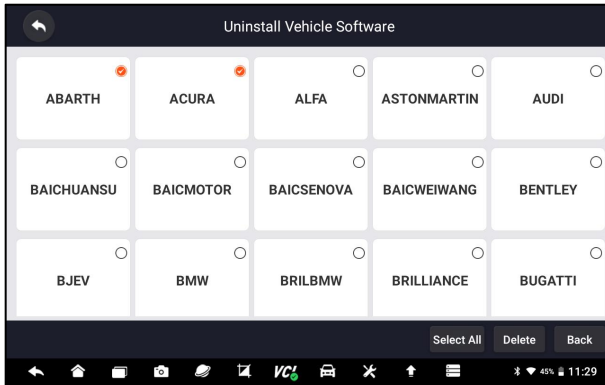 Uninstall Vehicle Software
ABARTH
ACURA
ALFA
ASTONMARTIN
AUDI
BAICHUANSU
BAICMOTOR
BAICSENOVA
BAICWEIWANG
BENTLEY
BJEV
BMW
BRILBMW
BRILLIANCE
BUGATTI
Select All
Delete
Back
VCI
45%
11:29